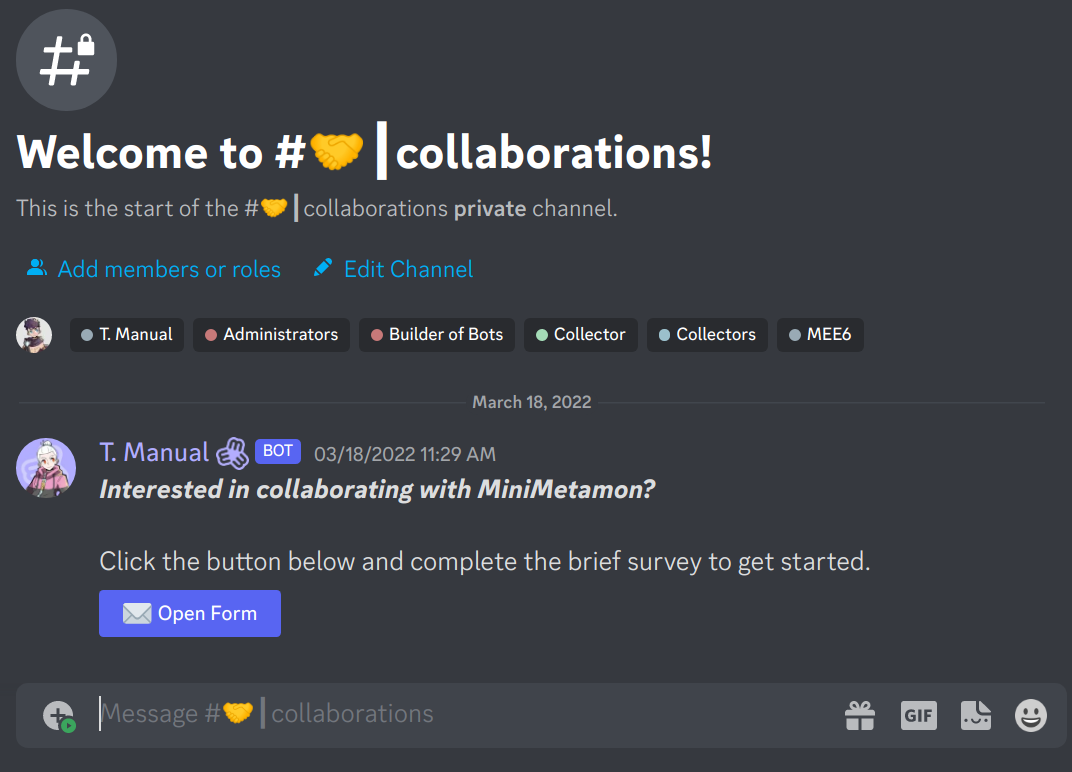 Welcome to #🤝┃collaborations!
This is the start of the #🤝┃collaborations private channel.
Add members or roles Edit Channel
T. Manual Administrators Builder of Bots Collector Collectors MEE6
March 18, 2022
T. Manual BOT 03/18/2022 11:29 AM
Interested in collaborating with MiniMetamon?
Click the button below and complete the brief survey to get started.
Open Form
Message #🤝┃collaborations GIF